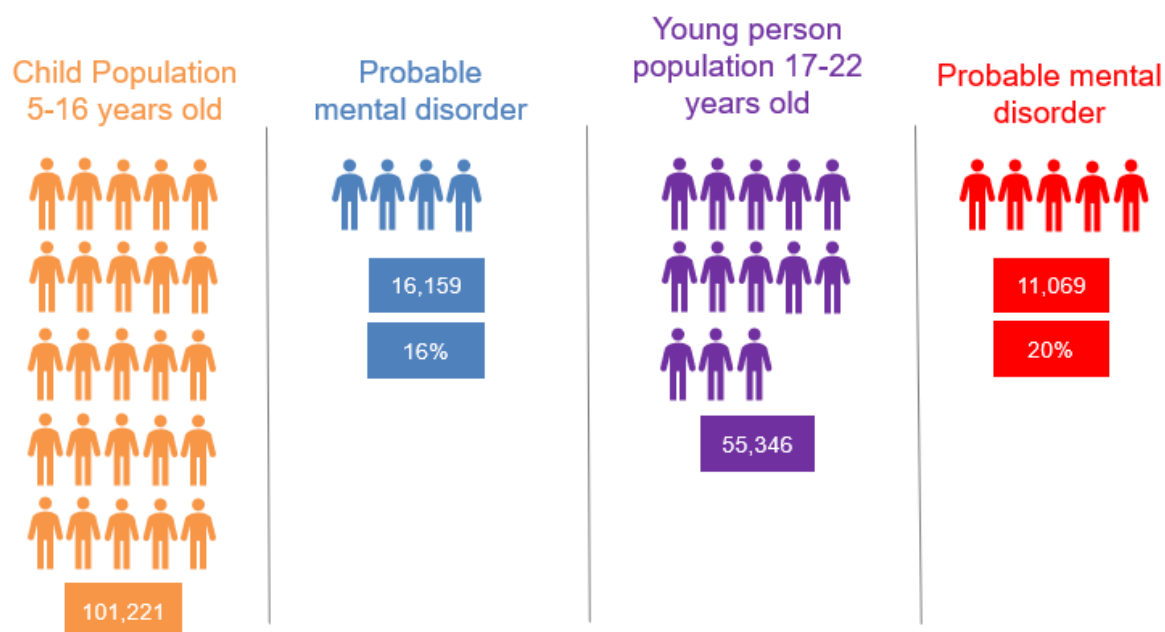 Child Population
5-16 years old
101,221
Probable
mental disorder
16,159
16%
Young person
population 17-22
years old
55,346
Probable mental
disorder
11,069
20%